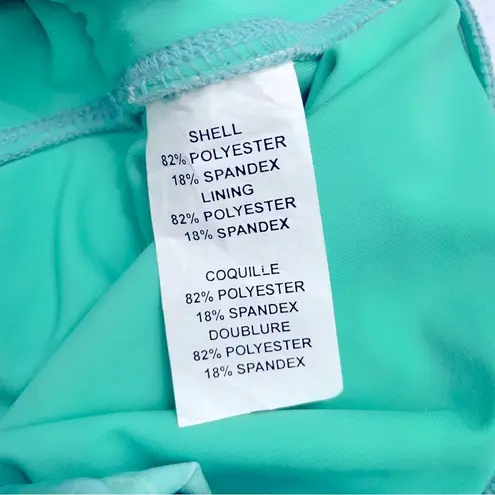 SHELL
82% POLYESTER
18% SPANDEX
LINING
82% POLYESTER
18% SPANDEX
COQUILLE
82% POLYESTER
18% SPANDEX
DOUBLURE
82% POLYESTER
18% SPANDEX